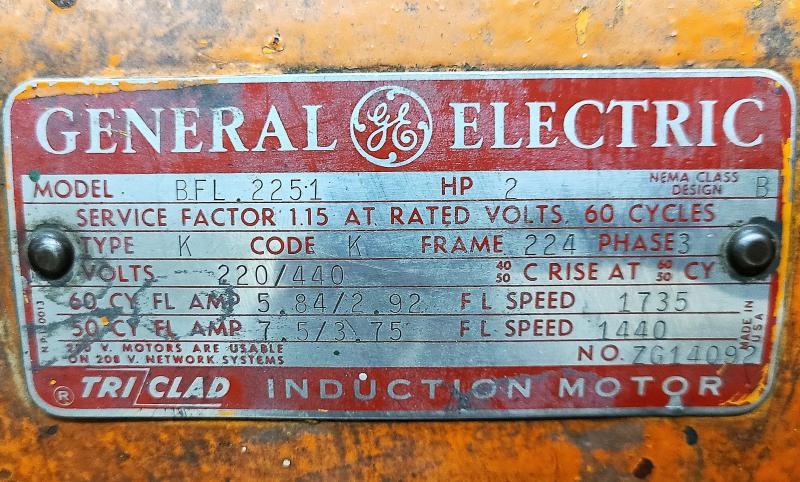 GENERAL GE ELECTRIC
MODEL BFL 2251 HP 2 NEMA CLASS DESIGN B
SERVICE FACTOR 1.15 AT RATED VOLTS, 60 CYCLES
TYPE K CODE K FRAME 224 PHASE 3
VOLTS 220/440 40/50 C RISE AT 60/50 CY
60 CY FL AMP 5.84/2.92 FL SPEED 1735
50 CY FL AMP 7.5/3.75 FL SPEED 1440
V. MOTORS ARE USABLE
ON 208 V. NETWORK SYSTEMS
NO. ZG14092
MADE IN
USA
® TRI/CLAD INDUCTION MOTOR